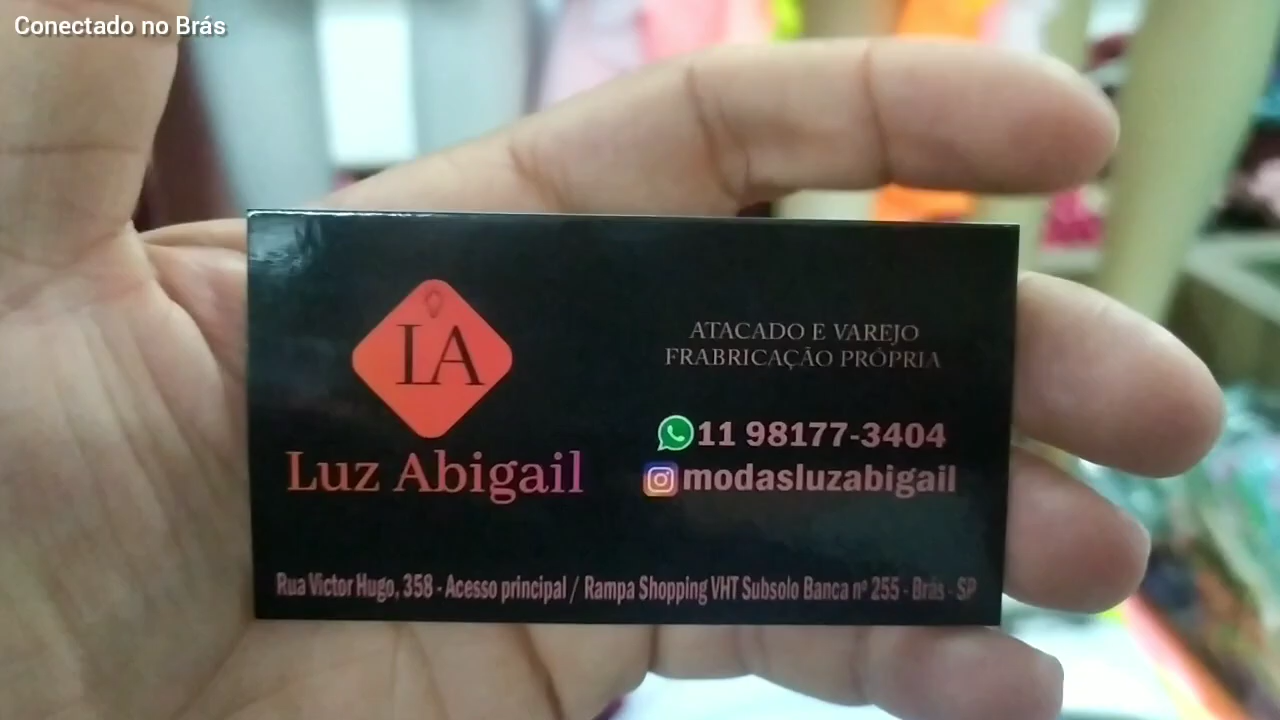 Conectado no Brás
LA
Luz Abigail
ATACADO E VAREJO
FRABRICAÇÃO PRÓPRIA
11 98177-3404
modasluzabigail
Rua Victor Hugo, 358 - Acesso principal / Rampa Shopping VHT Subsolo Banca nº 255 - Brás - SP